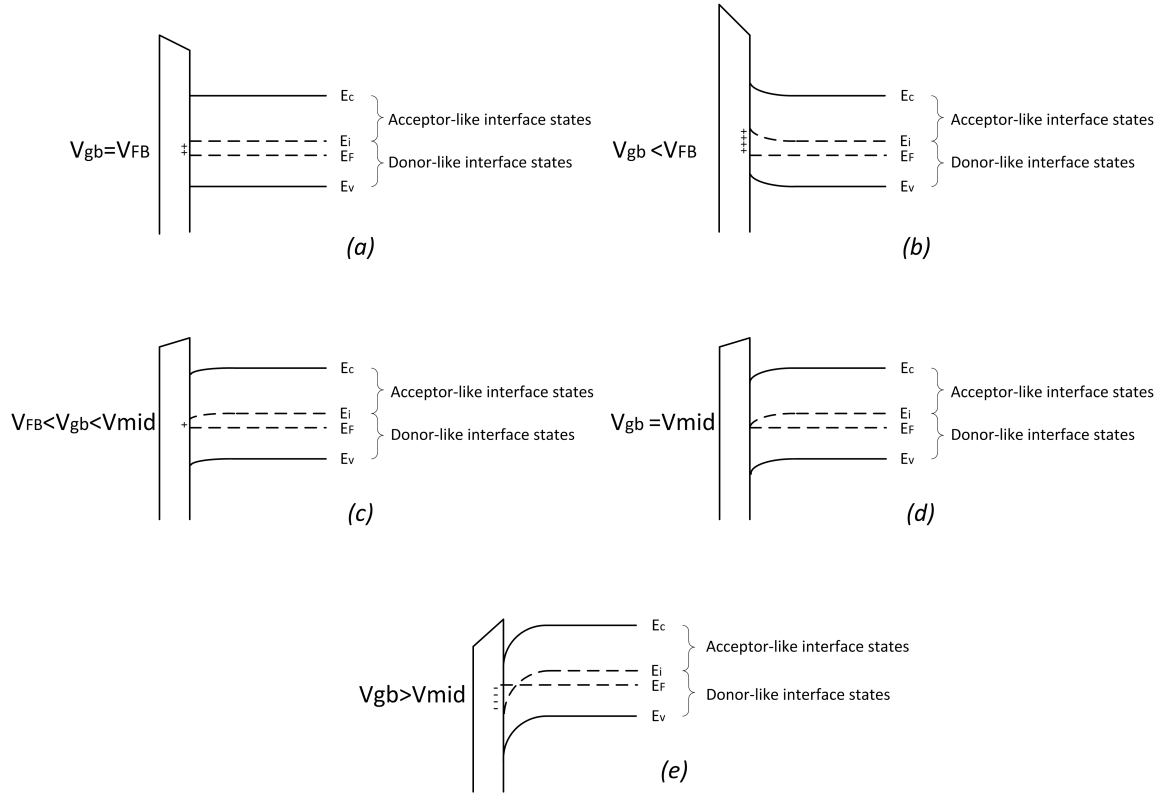 Vgb=VFB
Ec
Ei
EF
Ev
Acceptor-like interface states
Donor-like interface states
++
(a)
Vgb <VFB
Ec
Ei
EF
Ev
Acceptor-like interface states
Donor-like interface states
++++
(b)
VFB<Vgb<Vmid
Ec
Ei
EF
Ev
Acceptor-like interface states
Donor-like interface states
+
(c)
Vgb =Vmid
Ec
Ei
EF
Ev
Acceptor-like interface states
Donor-like interface states
(d)
Vgb>Vmid
Ec
Ei
EF
Ev
Acceptor-like interface states
Donor-like interface states
----
(e)